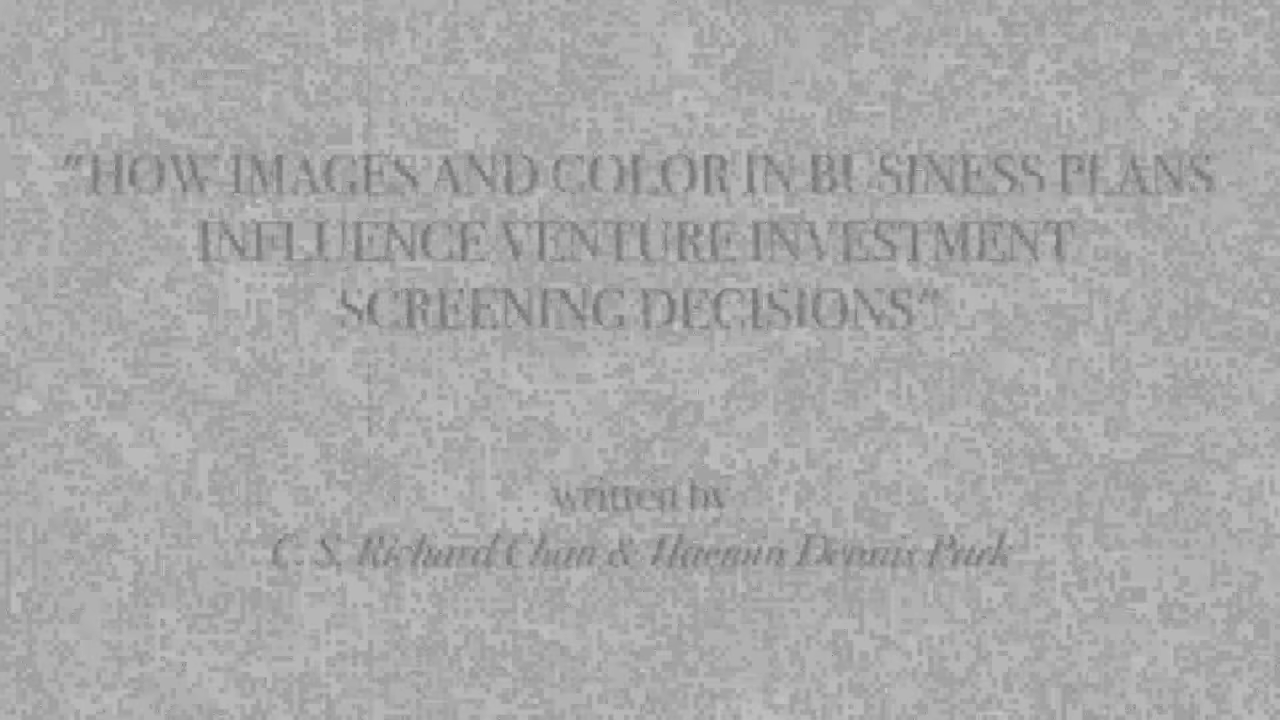 "HOW IMAGES AND COLOR IN BUSINESS PLANS
INFLUENCE VENTURE INVESTMENT
SCREENING DECISIONS"
written by
C. S. Richard Chan & Haemin Dennis Park